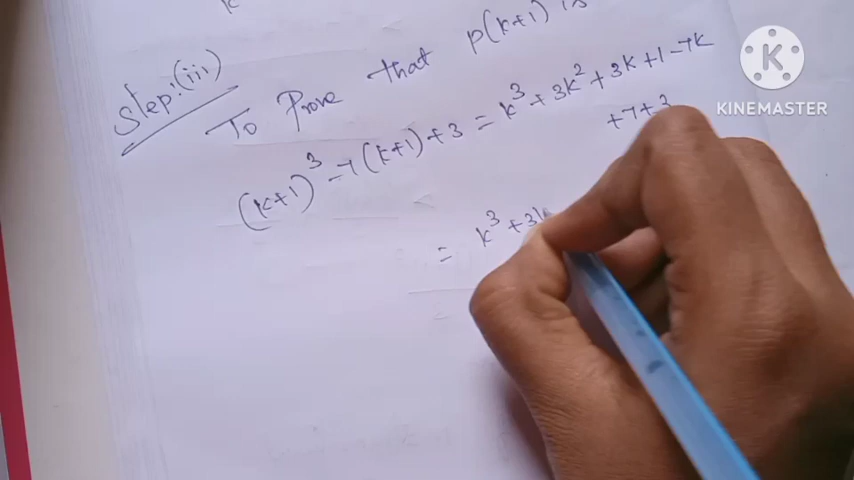 Step:(iii)
To Prove that p(k+1) is
(k+1)³-7(k+1)+3 = k³+3k²+3k+1-7k
+7+3
= k³+3k
K
KINEMASTER